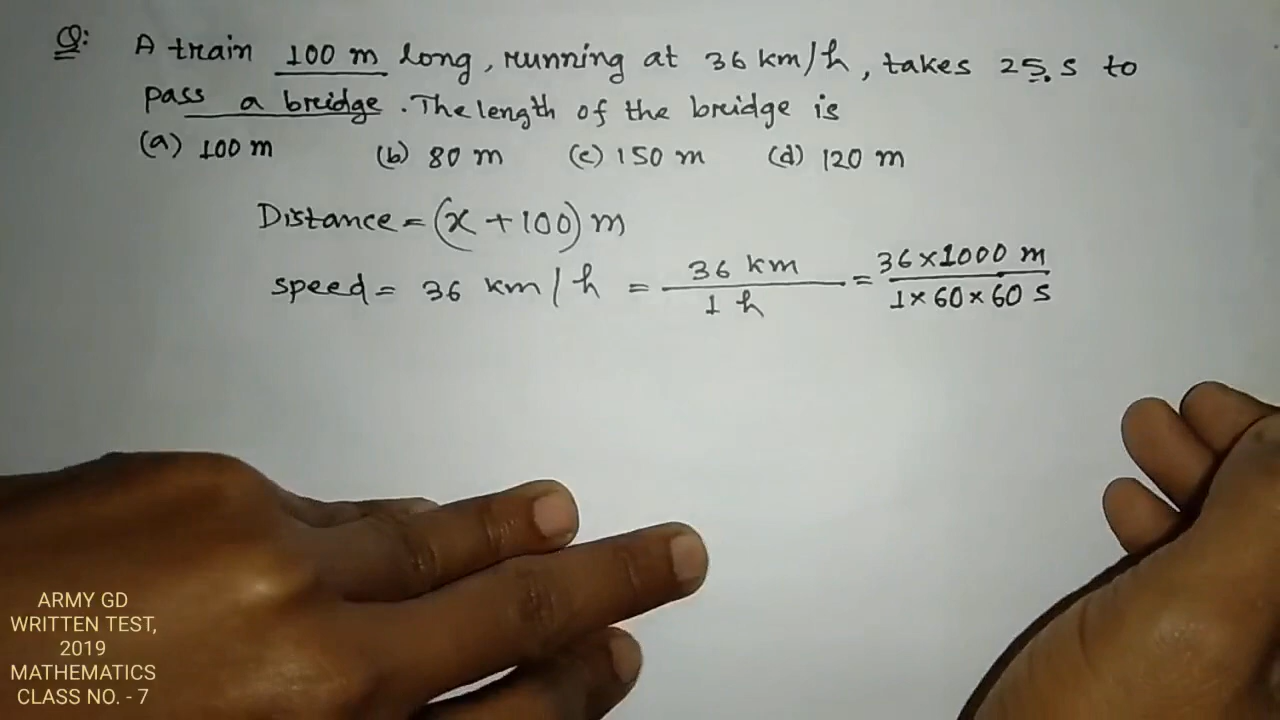 Q: A train 100 m long, running at 36 km/h, takes 25 s to
pass a bridge. The length of the bridge is
(a) 100 m (b) 80 m (c) 150 m (d) 120 m
Distance = (x + 100) m
speed = 36 km/h = 36 km / 1 h = 36 × 1000 m / 1 × 60 × 60 s
ARMY GD
WRITTEN TEST,
2019
MATHEMATICS
CLASS NO. - 7